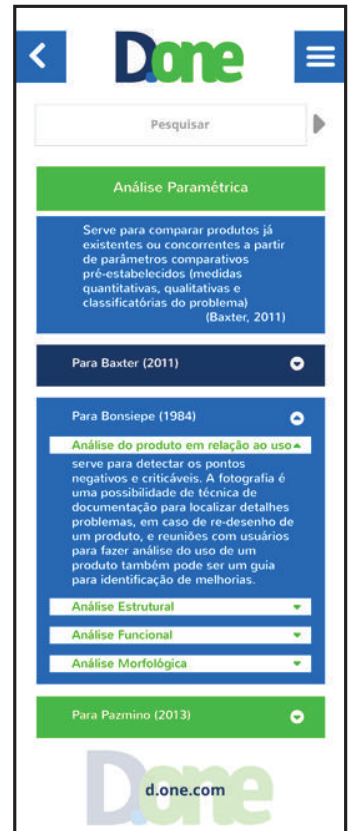 D.one
Pesquisar
Análise Paramétrica
Serve para comparar produtos já
existentes ou concorrentes a partir
de parâmetros comparativos
pré-estabelecidos (medidas
quantitativas, qualitativas e
classificatórias do problema)
(Baxter, 2011)
Para Baxter (2011)
Para Bonsiepe (1984)
Análise do produto em relação ao uso
serve para detectar os pontos
negativos e criticáveis. A fotografia é
uma possibilidade de técnica de
documentação para localizar detalhes
problemas, em caso de re-desenho de
um produto, e reuniões com usuários
para fazer análise do uso de um
produto também pode ser um guia
para identificação de melhorias.
Análise Estrutural
Análise Funcional
Análise Morfológica
Para Pazmino (2013)
D.one
d.one.com